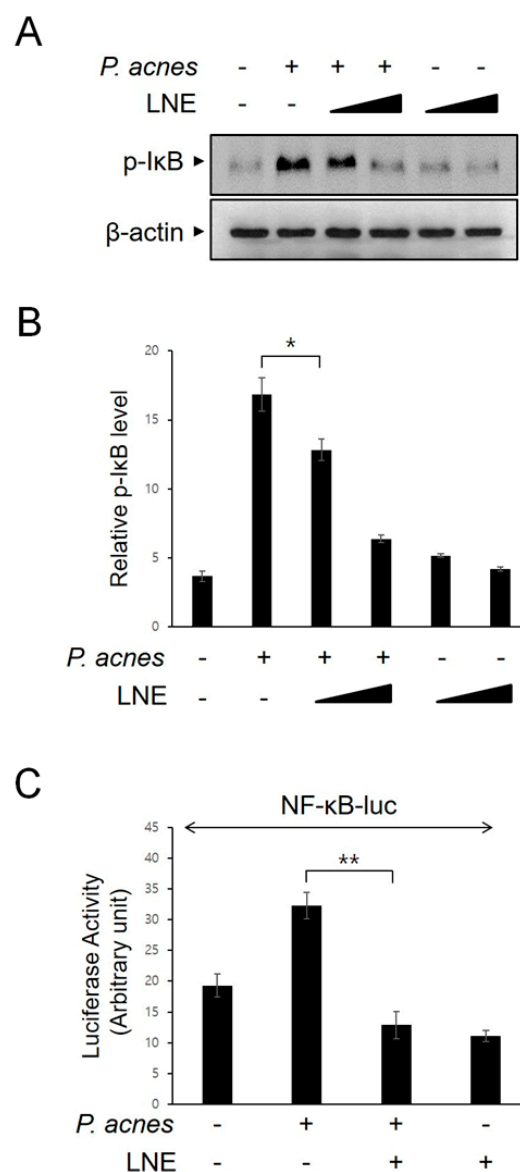 A
P. acnes - + + + - -
LNE - -
p-IκB ►
β-actin ►
B
*
20
15
10
5
0
Relative p-IκB level
P. acnes - + + + - -
LNE - -
C
NF-κB-luc
**
45
40
35
30
25
20
15
10
5
0
Luciferase Activity
(Arbitrary unit)
P. acnes - + + -
LNE - - + +